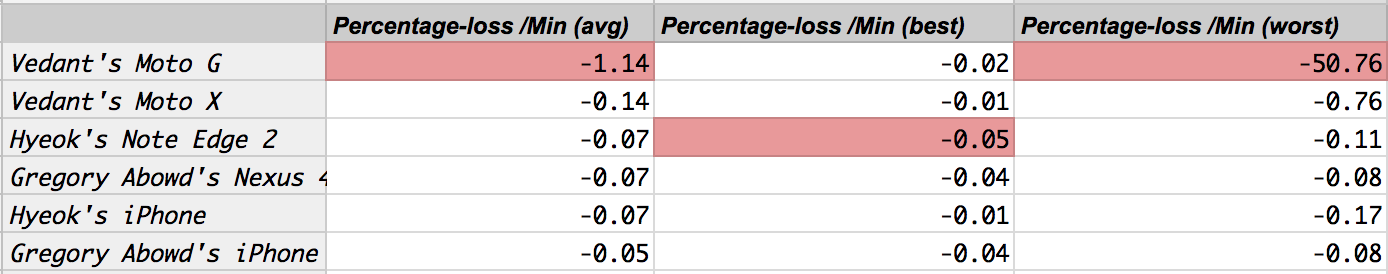 Percentage-loss /Min (avg) Percentage-loss /Min (best) Percentage-loss /Min (worst)
Vedant's Moto G -1.14 -0.02 -50.76
Vedant's Moto X -0.14 -0.01 -0.76
Hyeok's Note Edge 2 -0.07 -0.05 -0.11
Gregory Abowd's Nexus 4 -0.07 -0.04 -0.08
Hyeok's iPhone -0.07 -0.01 -0.17
Gregory Abowd's iPhone -0.05 -0.04 -0.08